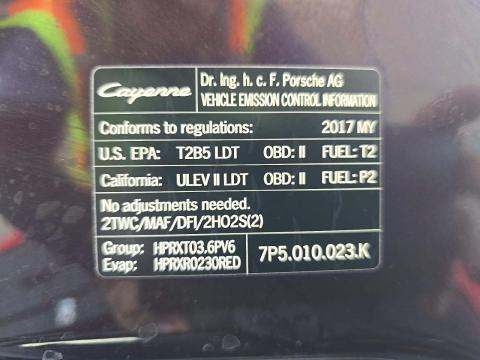 Cayenne Dr. Ing. h. c. F. Porsche AG
VEHICLE EMISSION CONTROL INFORMATION
Conforms to regulations: 2017 MY
U.S. EPA: T2B5 LDT OBD: II FUEL: T2
California: ULEV II LDT OBD: II FUEL: P2
No adjustments needed.
2TWC/MAF/DFI/2HO2S(2)
Group: HPRXT03.6PV6
Evap: HPRXR0230RED
7P5.010.023.K